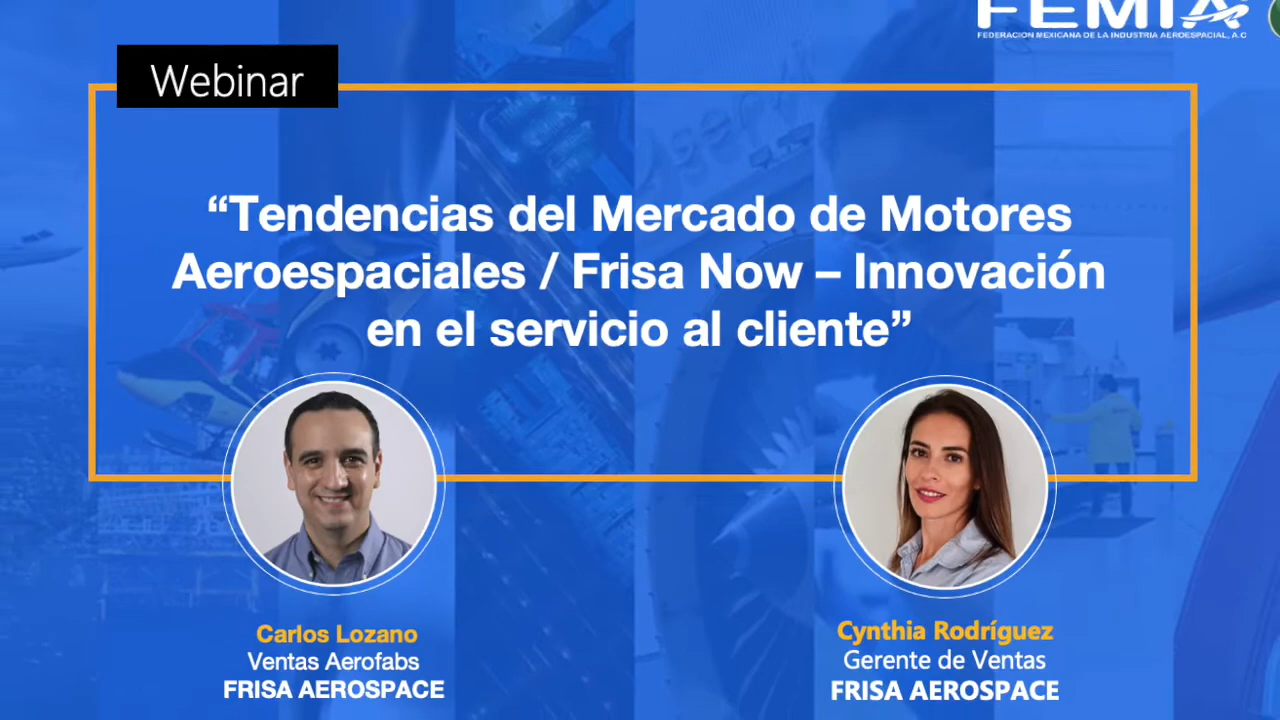 FEMIA
FEDERACION MEXICANA DE LA INDUSTRIA AEROESPACIAL, A.C
Webinar
“Tendencias del Mercado de Motores
Aeroespaciales / Frisa Now – Innovación
en el servicio al cliente”
Carlos Lozano
Ventas Aerofabs
FRISA AEROSPACE
Cynthia Rodríguez
Gerente de Ventas
FRISA AEROSPACE